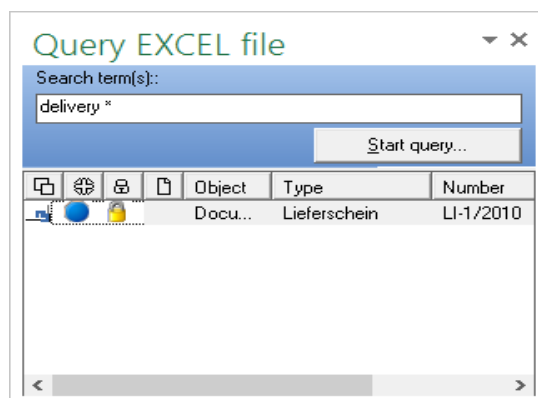 Query EXCEL file
Search term(s)::
delivery *
Start query...
Object Type Number
Docu... Lieferschein LI-1/2010